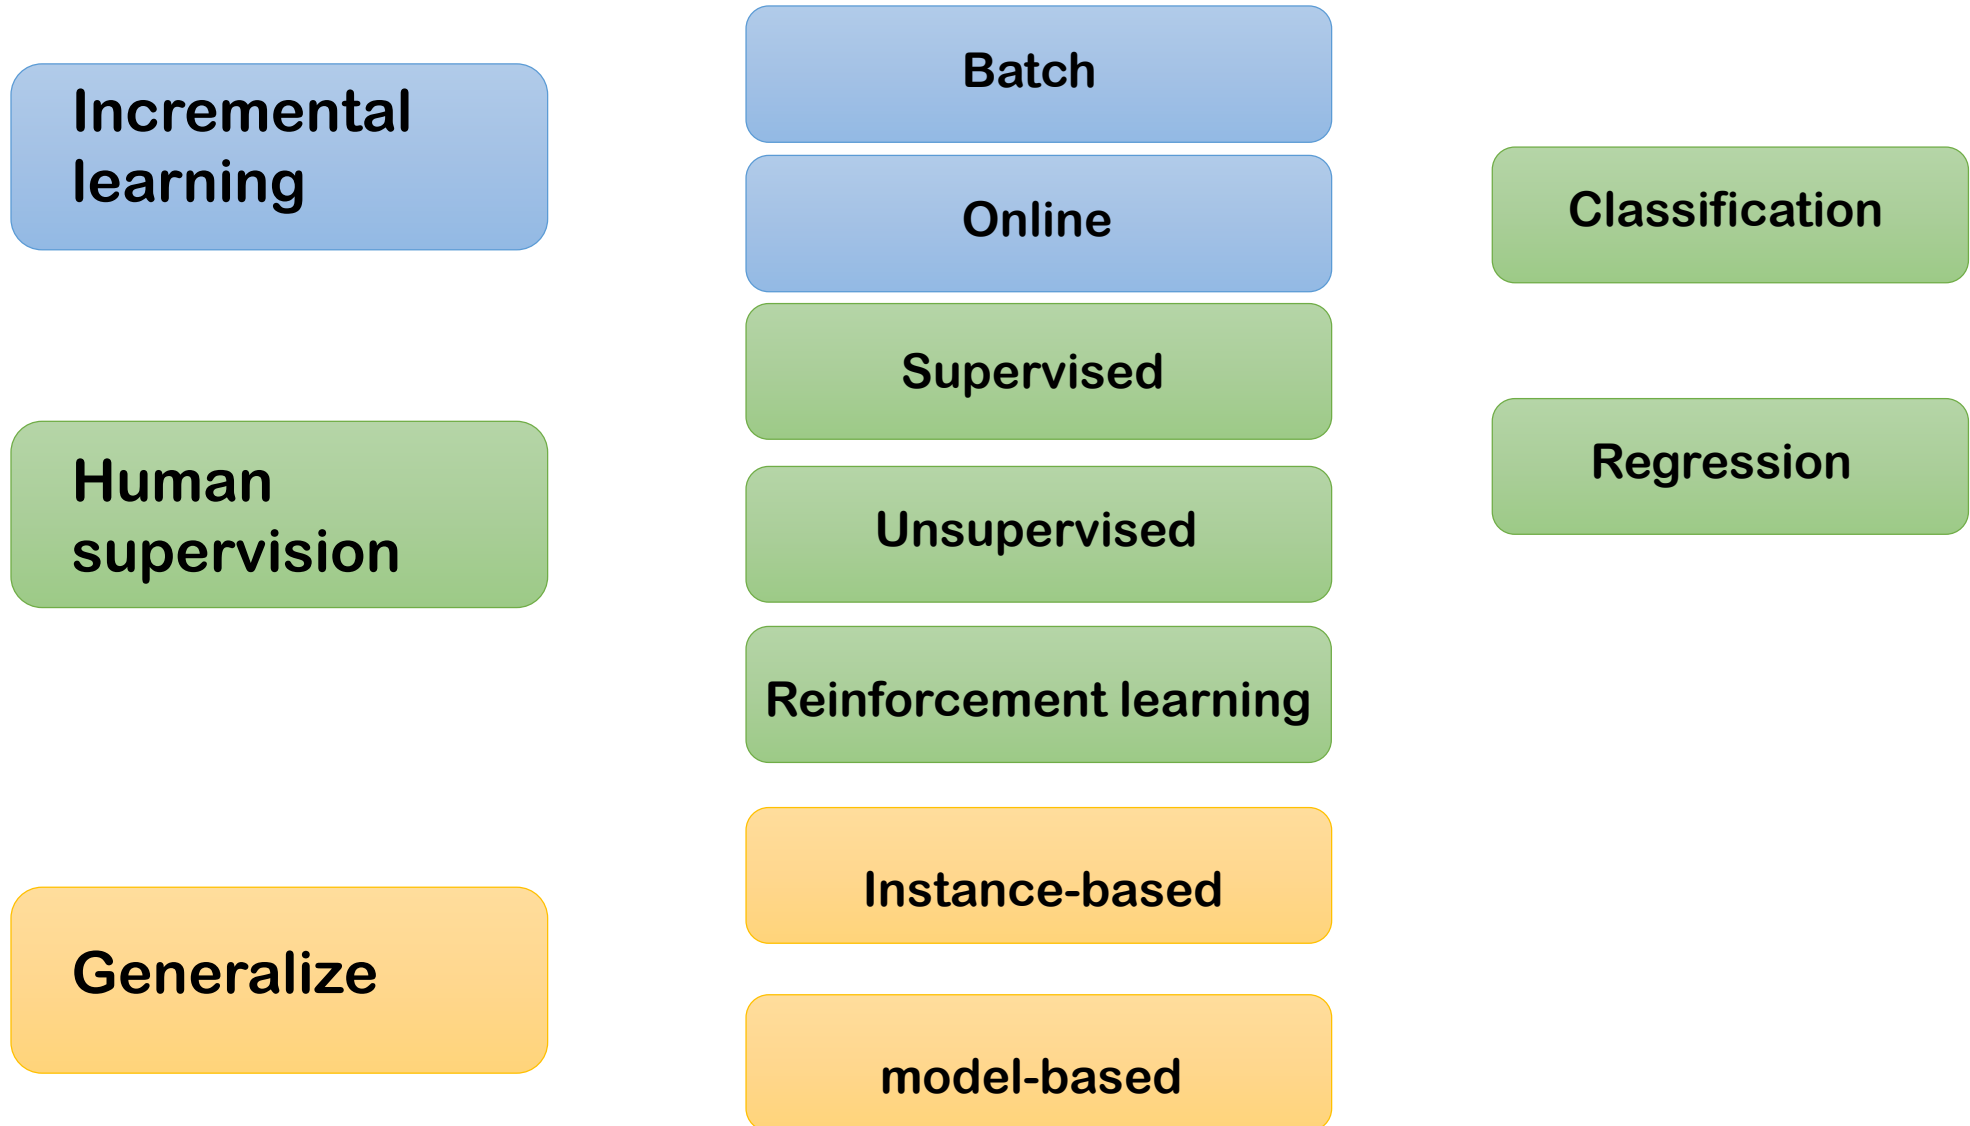 Incremental
learning
Human
supervision
Generalize
Batch
Online
Supervised
Unsupervised
Reinforcement learning
Instance-based
model-based
Classification
Regression